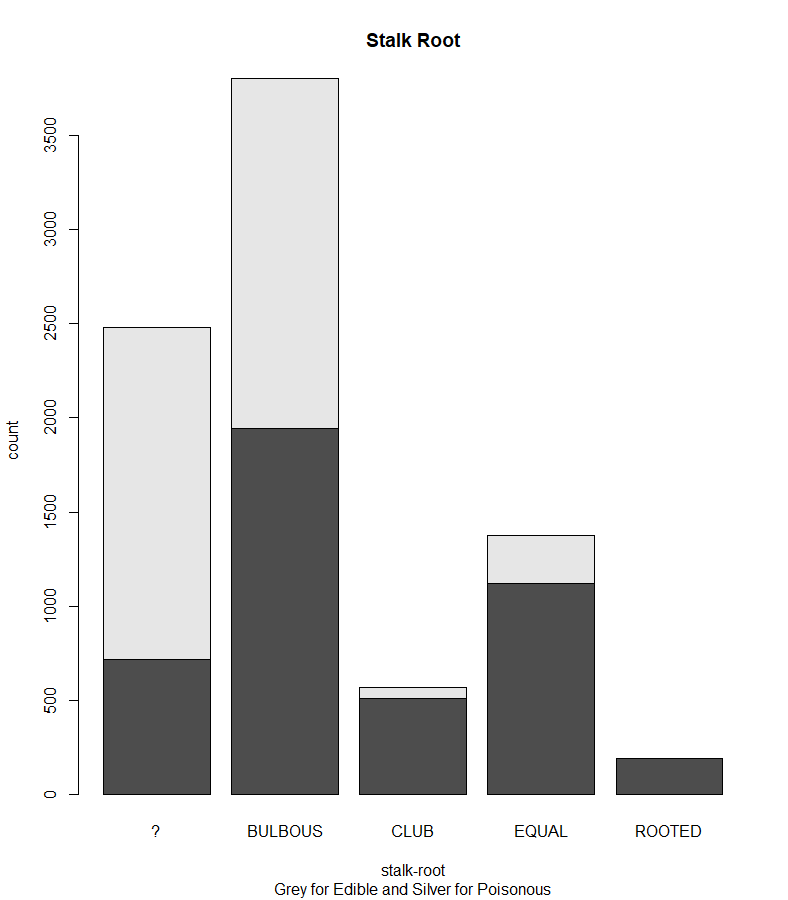 Stalk Root
3500
3000
2500
2000
1500
1000
500
0
count
?
BULBOUS
CLUB
EQUAL
ROOTED
stalk-root
Grey for Edible and Silver for Poisonous